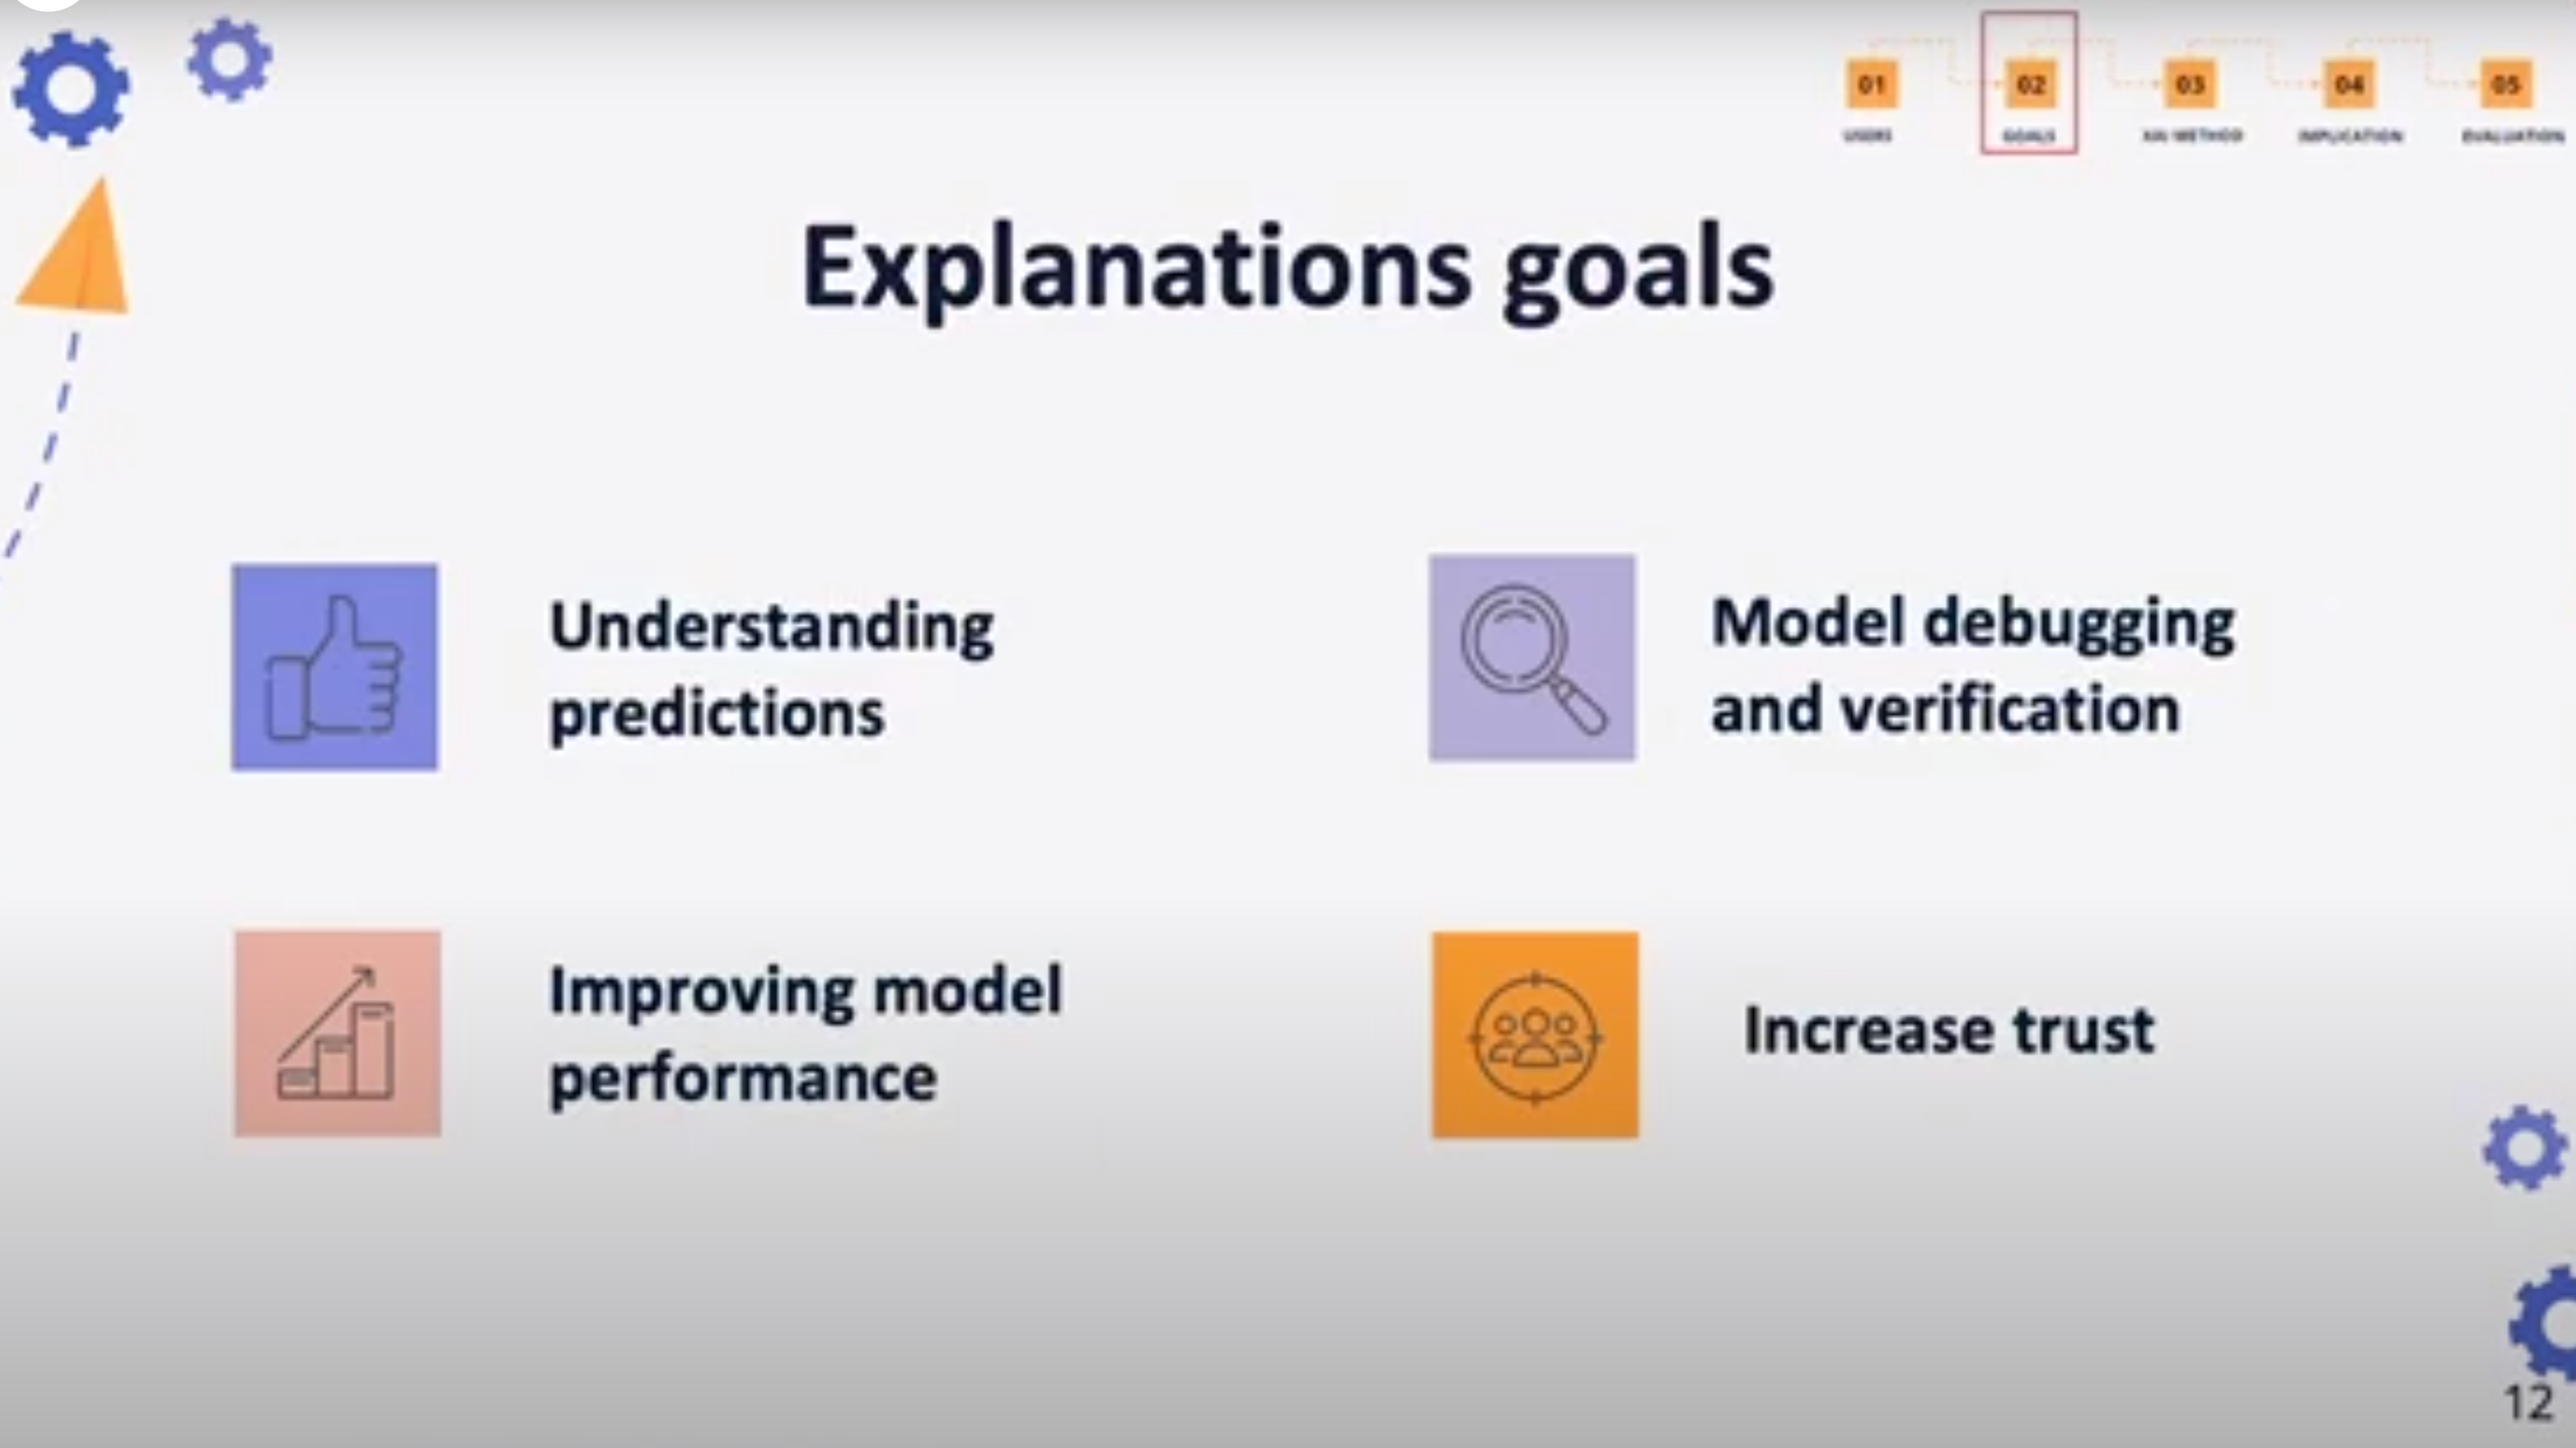 01
02
03
04
05
USERS
GOALS
XAI METHOD
IMPLICATION
EVALUATION
Explanations goals
Understanding
predictions
Model debugging
and verification
Improving model
performance
Increase trust
12